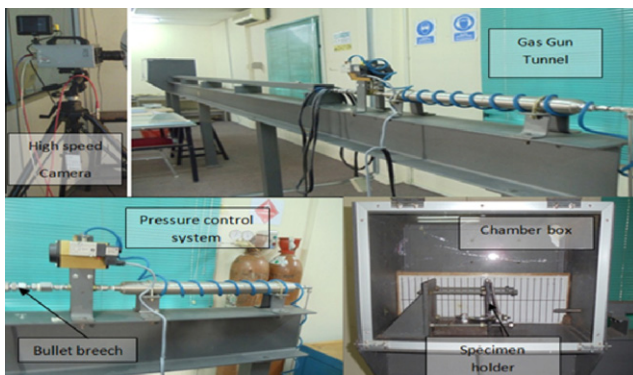 High speed
Camera
Gas Gun
Tunnel
Pressure control
system
Bullet breech
Chamber box
Specimen
holder